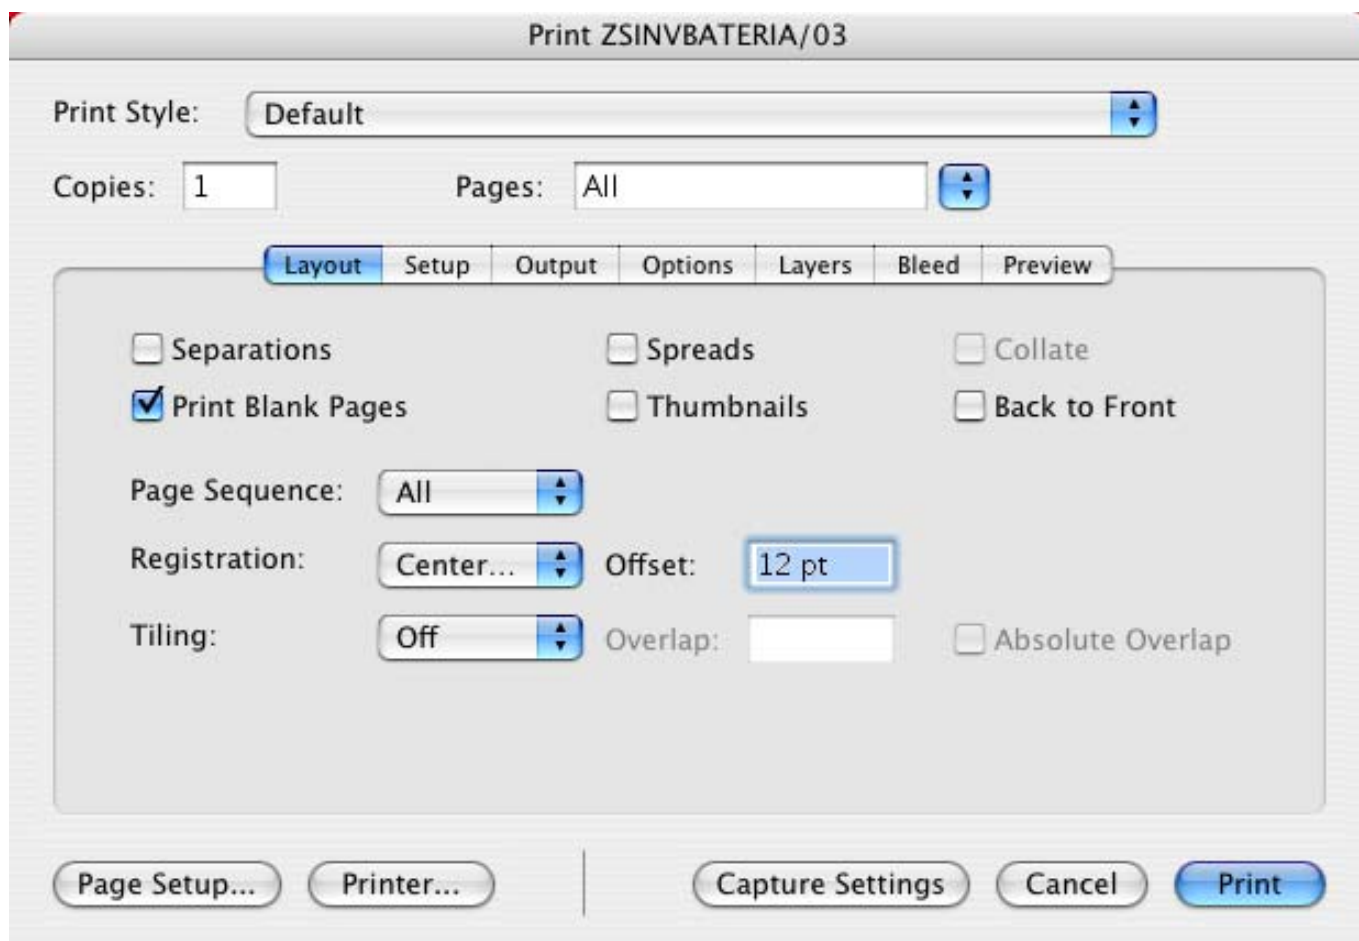 Print ZSINVBATERIA/03
Print Style: Default
Copies: 1 Pages: All
Layout Setup Output Options Layers Bleed Preview
Separations Spreads Collate
Print Blank Pages Thumbnails Back to Front
Page Sequence: All
Registration: Center... Offset: 12 pt
Tiling: Off Overlap: Absolute Overlap
Page Setup... Printer... Capture Settings Cancel Print